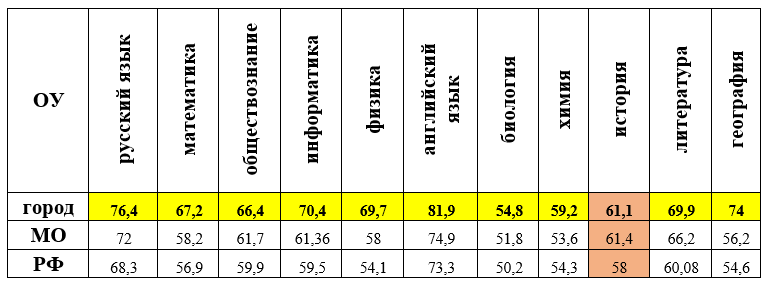 ОУ русский язык математика обществознание информатика физика английский язык биология химия история литература география
город 76,4 67,2 66,4 70,4 69,7 81,9 54,8 59,2 61,1 69,9 74
МО 72 58,2 61,7 61,36 58 74,9 51,8 53,6 61,4 66,2 56,2
РФ 68,3 56,9 59,9 59,5 54,1 73,3 50,2 54,3 58 60,08 54,6